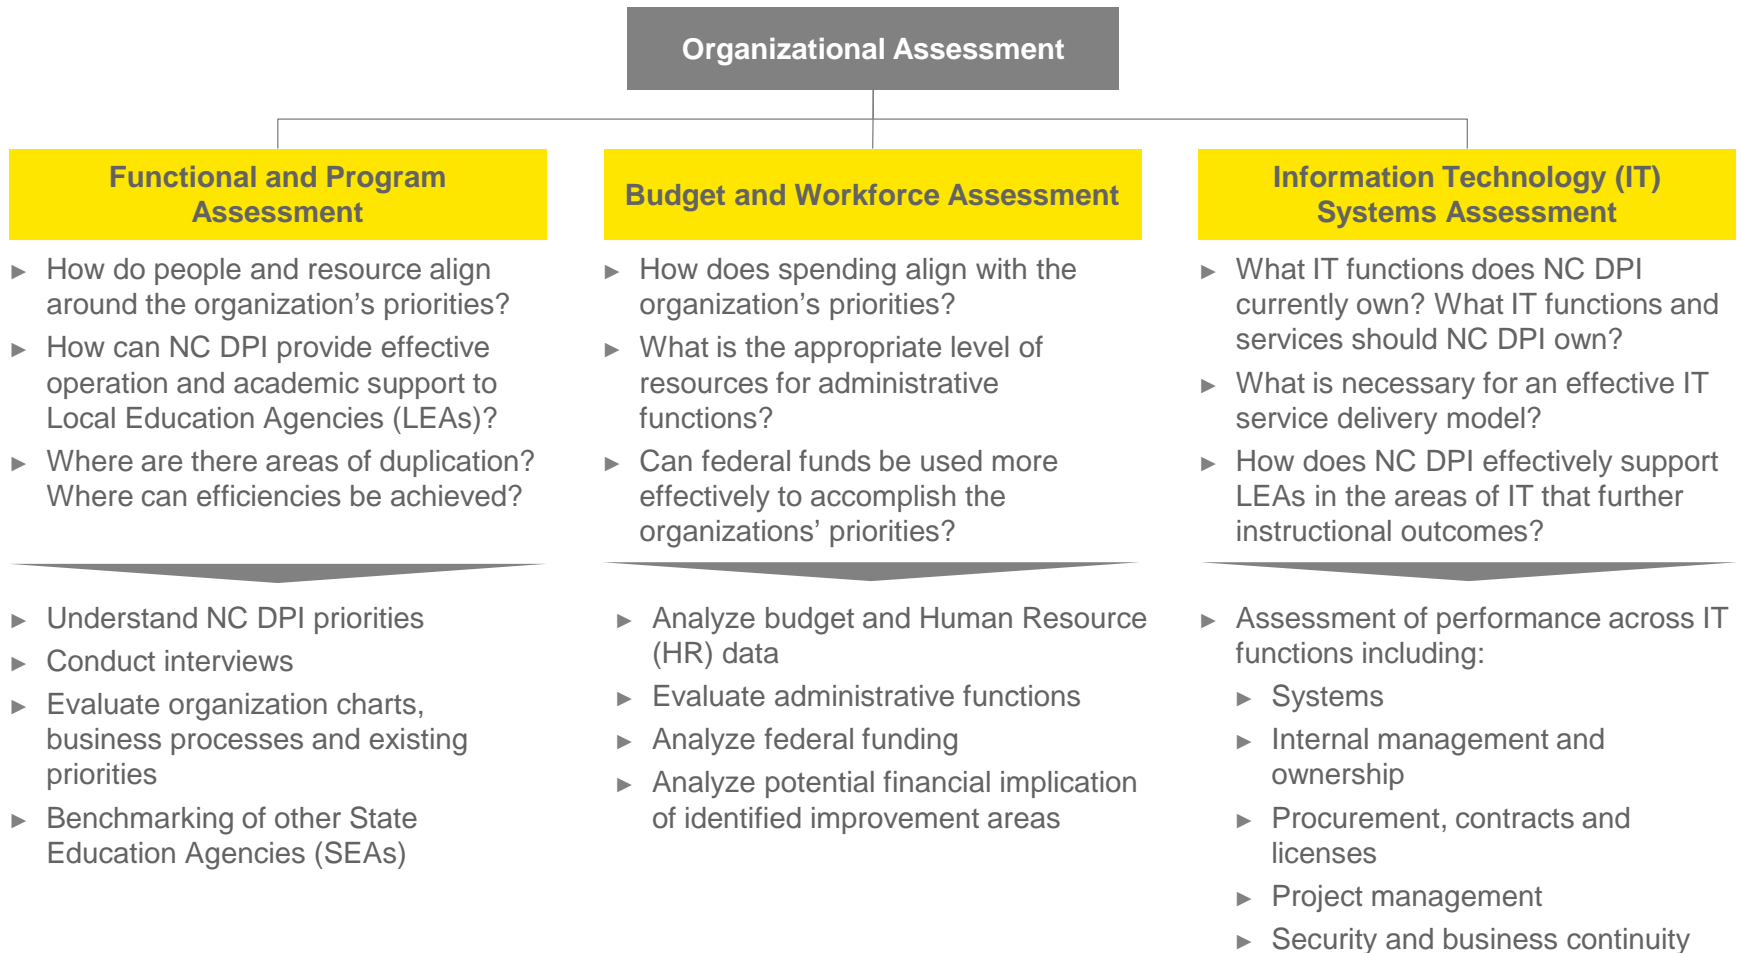 Organizational Assessment
Functional and Program
Assessment
► How do people and resource align
around the organization’s priorities?
► How can NC DPI provide effective
operation and academic support to
Local Education Agencies (LEAs)?
► Where are there areas of duplication?
Where can efficiencies be achieved?
► Understand NC DPI priorities
► Conduct interviews
► Evaluate organization charts,
business processes and existing
priorities
► Benchmarking of other State
Education Agencies (SEAs)
Budget and Workforce Assessment
► How does spending align with the
organization’s priorities?
► What is the appropriate level of
resources for administrative
functions?
► Can federal funds be used more
effectively to accomplish the
organizations’ priorities?
► Analyze budget and Human Resource
(HR) data
► Evaluate administrative functions
► Analyze federal funding
► Analyze potential financial implication
of identified improvement areas
Information Technology (IT)
Systems Assessment
► What IT functions does NC DPI
currently own? What IT functions and
services should NC DPI own?
► What is necessary for an effective IT
service delivery model?
► How does NC DPI effectively support
LEAs in the areas of IT that further
instructional outcomes?
► Assessment of performance across IT
functions including:
► Systems
► Internal management and
ownership
► Procurement, contracts and
licenses
► Project management
► Security and business continuity